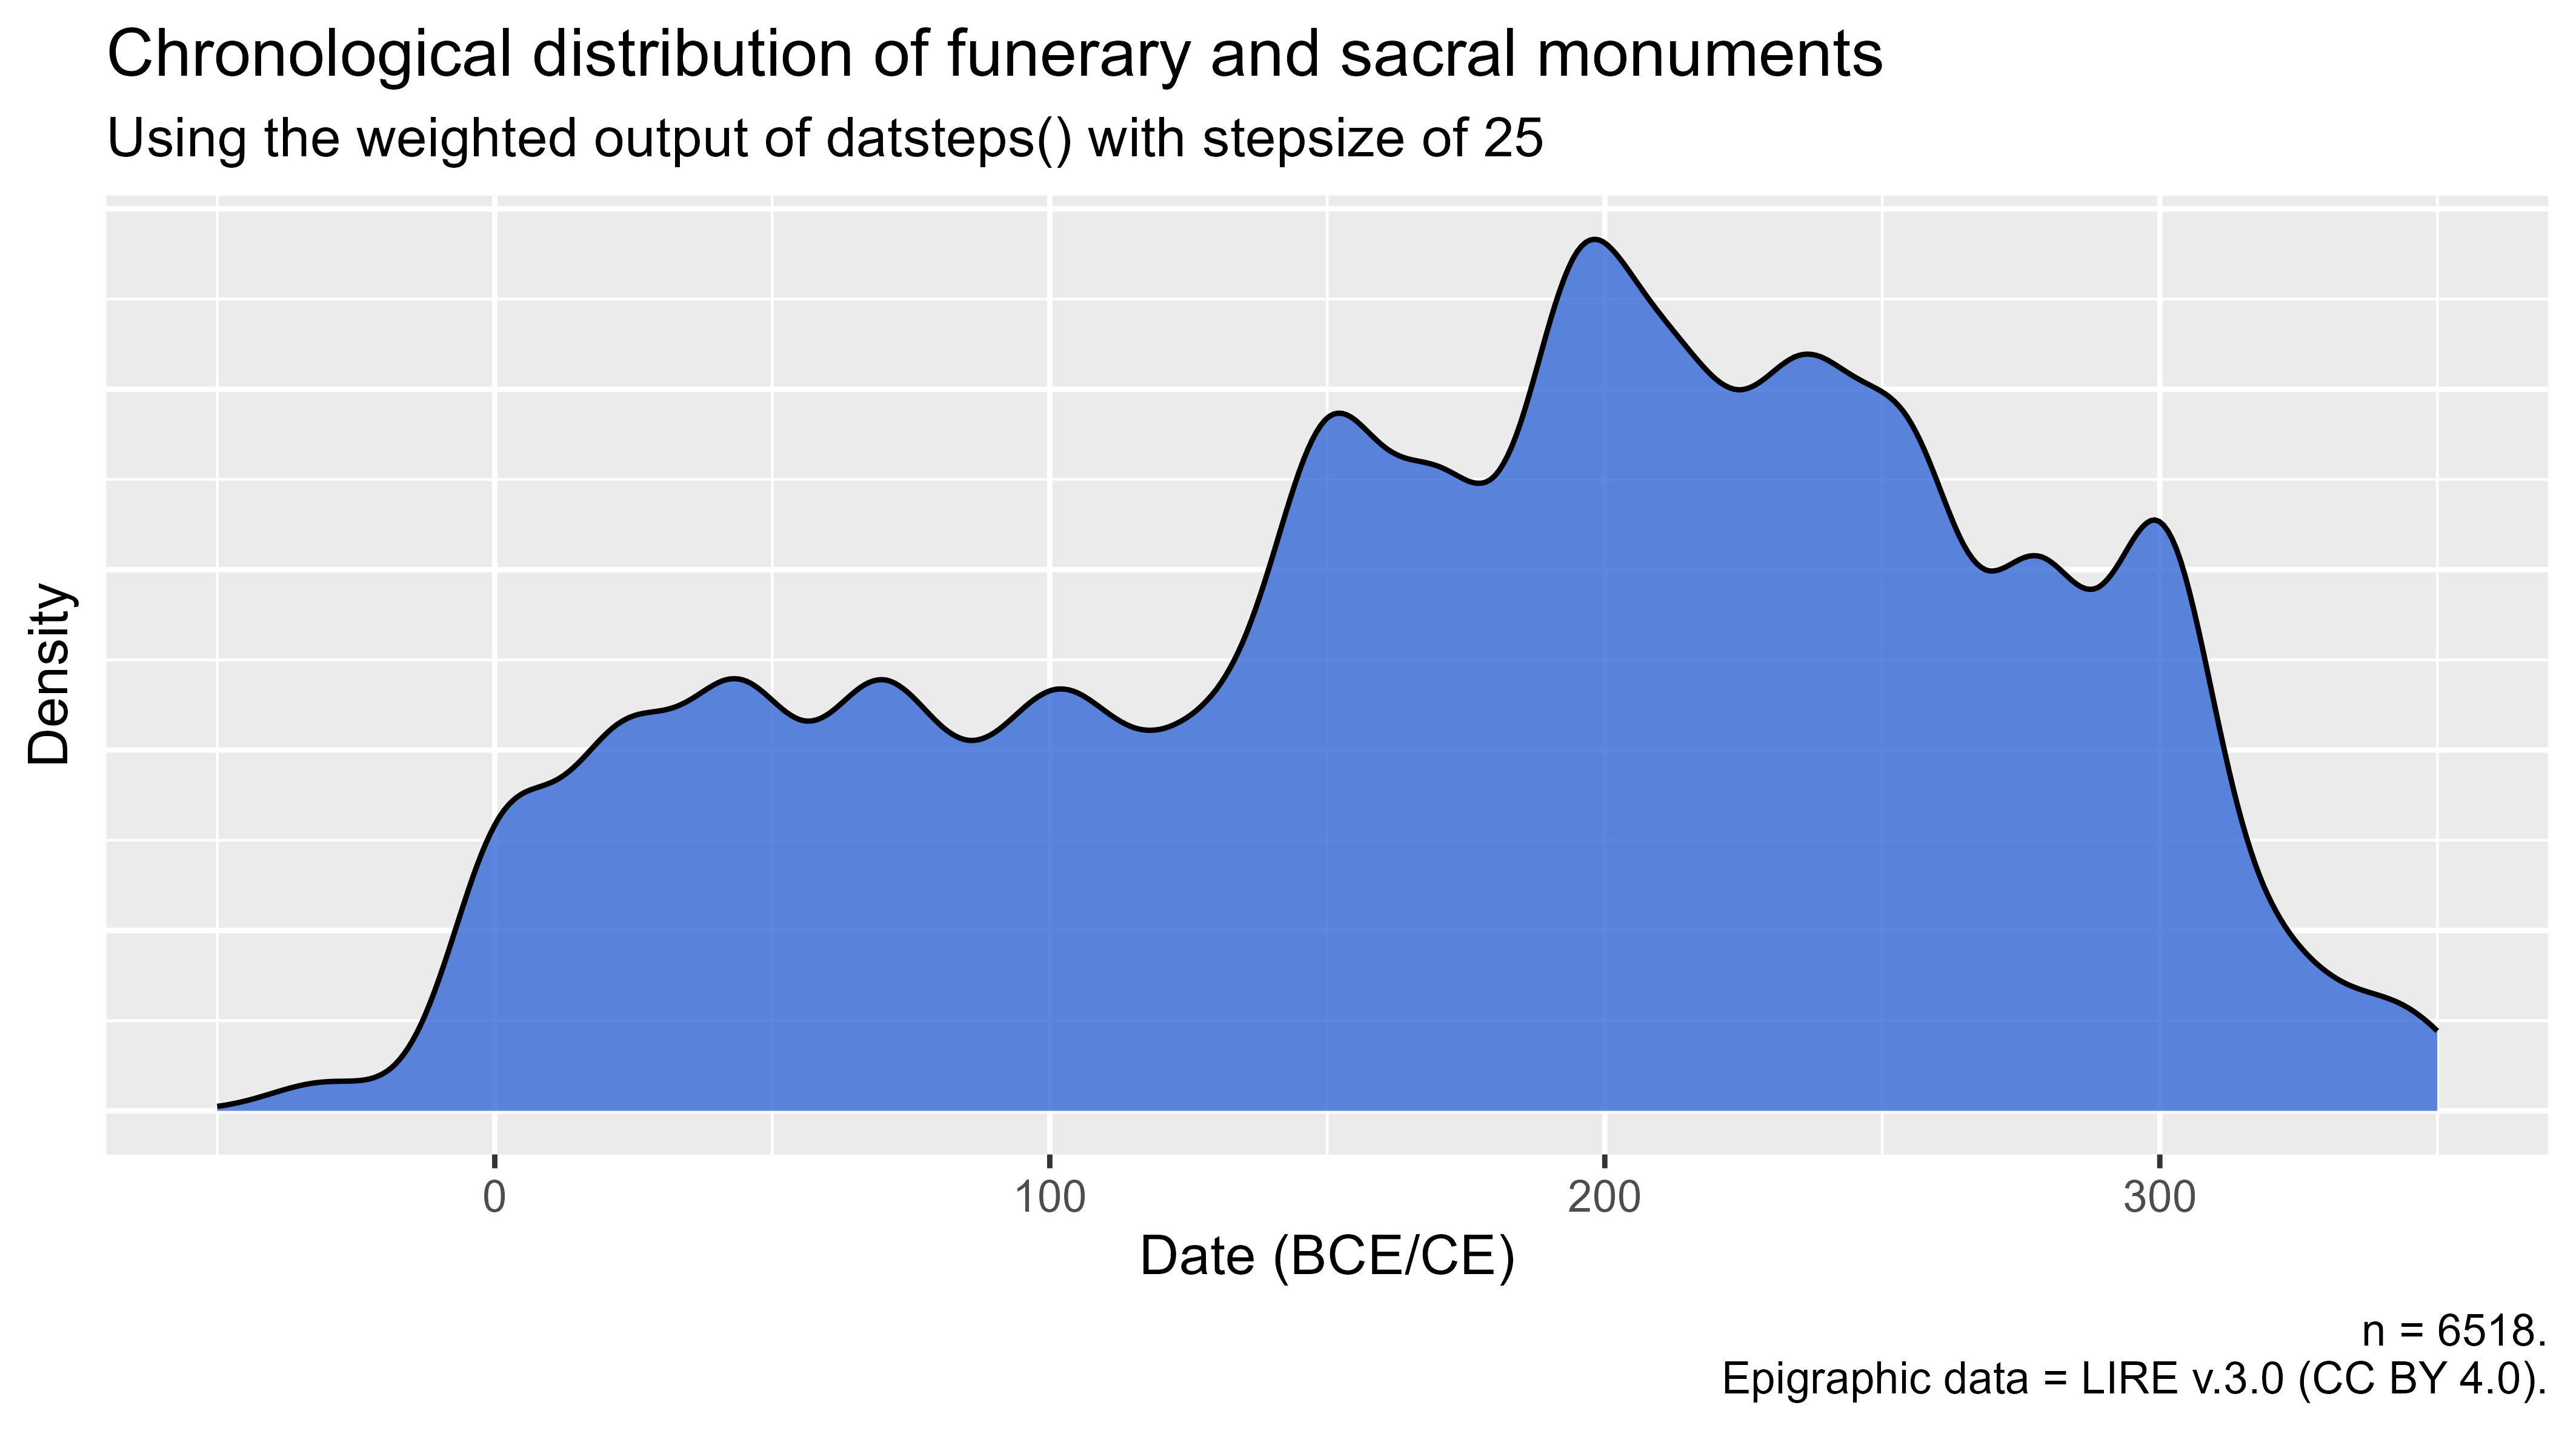 Chronological distribution of funerary and sacral monuments
Using the weighted output of datsteps() with stepsize of 25
Density
0 100 200 300
Date (BCE/CE)
n = 6518.
Epigraphic data = LIRE v.3.0 (CC BY 4.0).